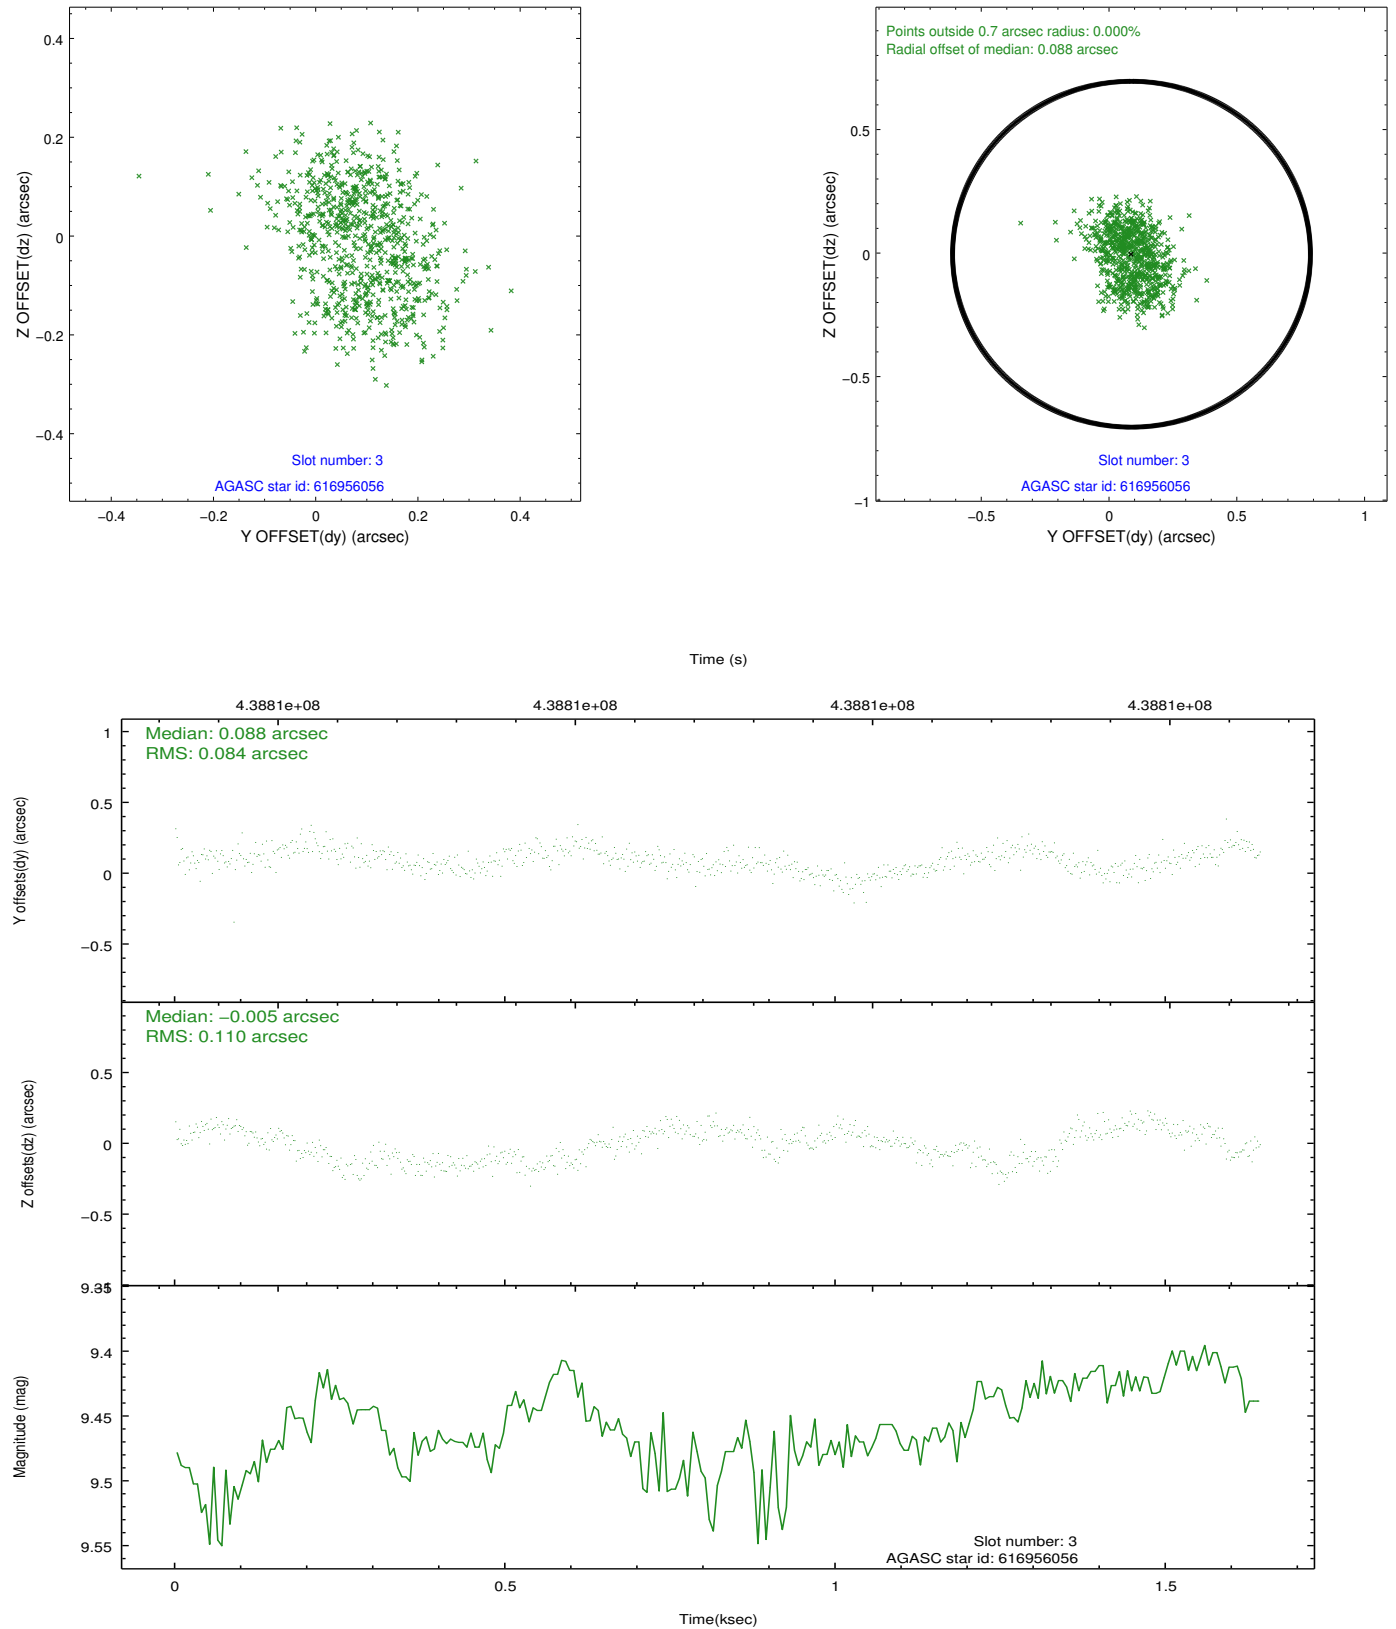 0.4
0.2
0
−0.2
−0.4
Z OFFSET(dz) (arcsec)
Slot number: 3
AGASC star id: 616956056
−0.4 −0.2 0 0.2 0.4
Y OFFSET(dy) (arcsec)
Points outside 0.7 arcsec radius: 0.000%
Radial offset of median: 0.088 arcsec
0.5
0
−0.5
−1
Z OFFSET(dz) (arcsec)
Slot number: 3
AGASC star id: 616956056
−0.5 0 0.5 1
Y OFFSET(dy) (arcsec)
Time (s)
4.3881e+08 4.3881e+08 4.3881e+08 4.3881e+08
Median: 0.088 arcsec
RMS: 0.084 arcsec
1
0.5
0
−0.5
Y offsets(dy) (arcsec)
Median: −0.005 arcsec
RMS: 0.110 arcsec
0.5
0
−0.5
Z offsets(dz) (arcsec)
9.35
9.4
9.45
9.5
9.55
Magnitude (mag)
Slot number: 3
AGASC star id: 616956056
0 0.5 1 1.5
Time(ksec)